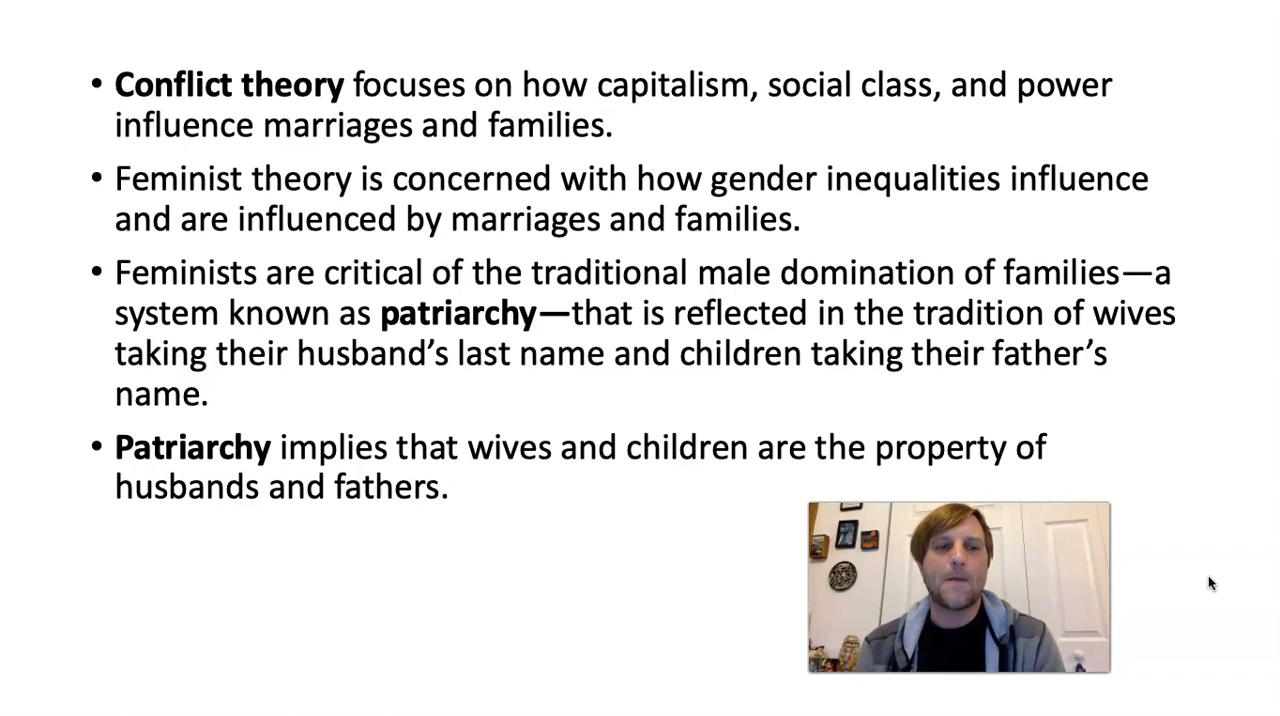 • Conflict theory focuses on how capitalism, social class, and power
influence marriages and families.
• Feminist theory is concerned with how gender inequalities influence
and are influenced by marriages and families.
• Feminists are critical of the traditional male domination of families—a
system known as patriarchy—that is reflected in the tradition of wives
taking their husband’s last name and children taking their father’s
name.
• Patriarchy implies that wives and children are the property of
husbands and fathers.